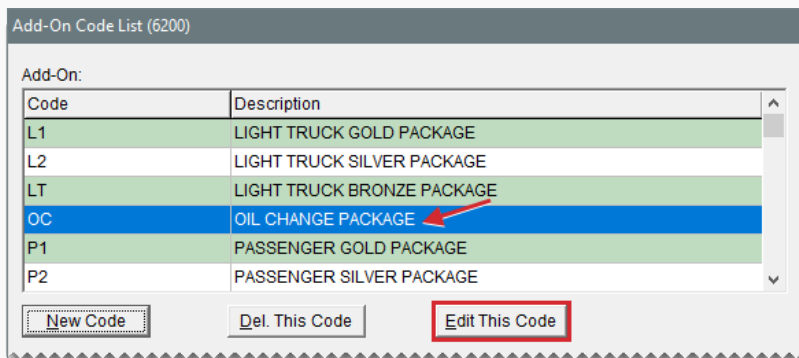 Add-On Code List (6200)
Add-On:
Code Description
L1 LIGHT TRUCK GOLD PACKAGE
L2 LIGHT TRUCK SILVER PACKAGE
LT LIGHT TRUCK BRONZE PACKAGE
OC OIL CHANGE PACKAGE
P1 PASSENGER GOLD PACKAGE
P2 PASSENGER SILVER PACKAGE
New Code Del. This Code Edit This Code